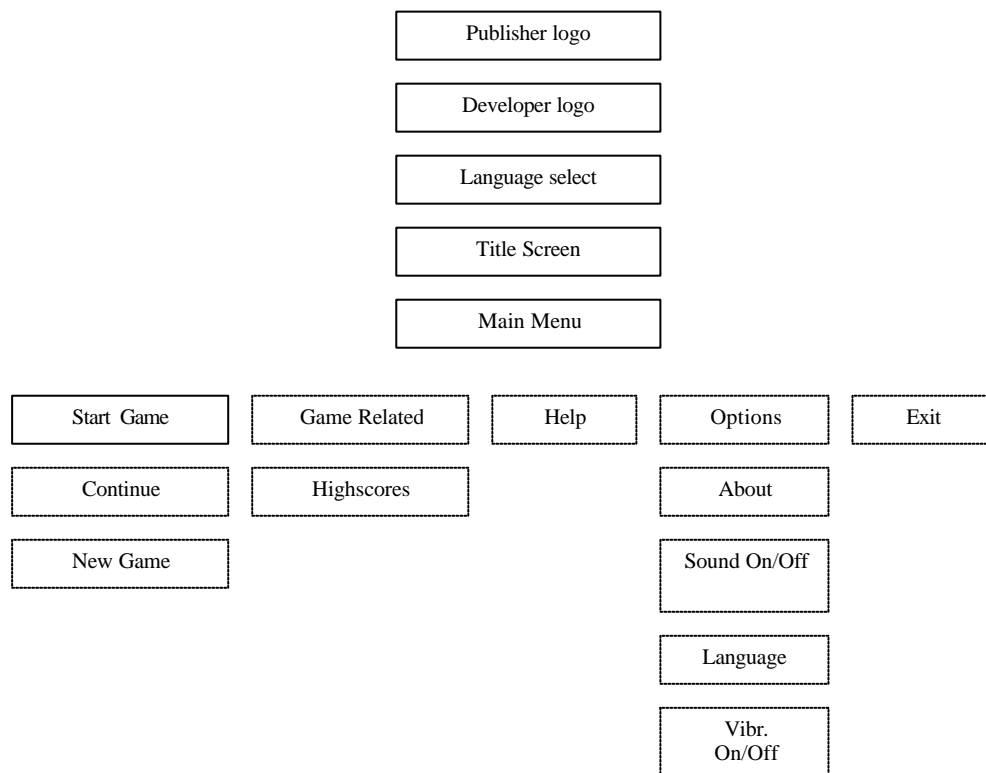 Publisher logo
Developer logo
Language select
Title Screen
Main Menu
Start Game
Game Related
Help
Options
Exit
Continue
Highscores
About
New Game
Sound On/Off
Language
Vibr.
On/Off